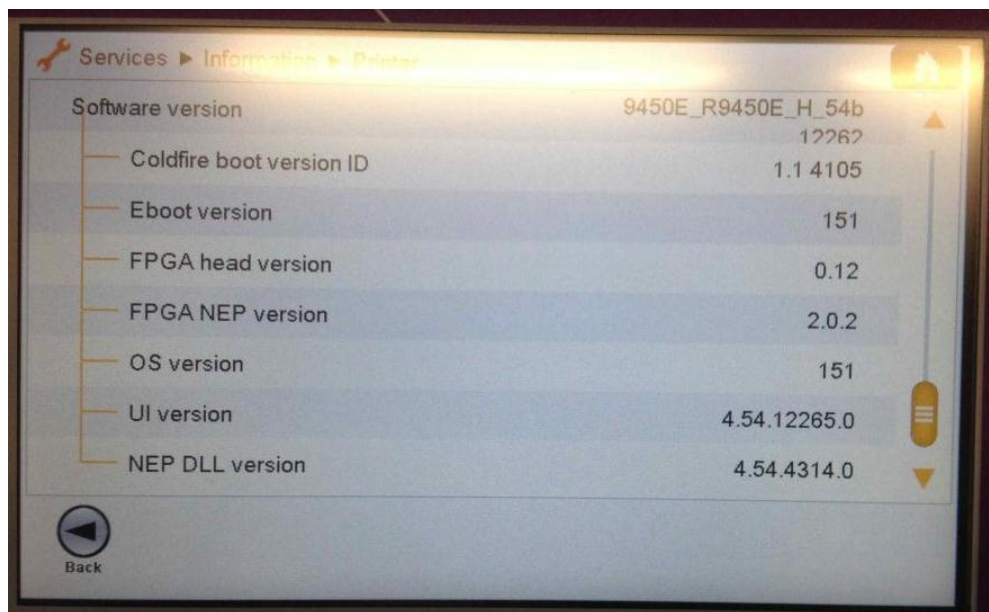 Services ▶ Information ▶ Printer
Software version 9450E_R9450E_H_54b
12262
Coldfire boot version ID 1.1 4105
Eboot version 151
FPGA head version 0.12
FPGA NEP version 2.0.2
OS version 151
UI version 4.54.12265.0
NEP DLL version 4.54.4314.0
Back